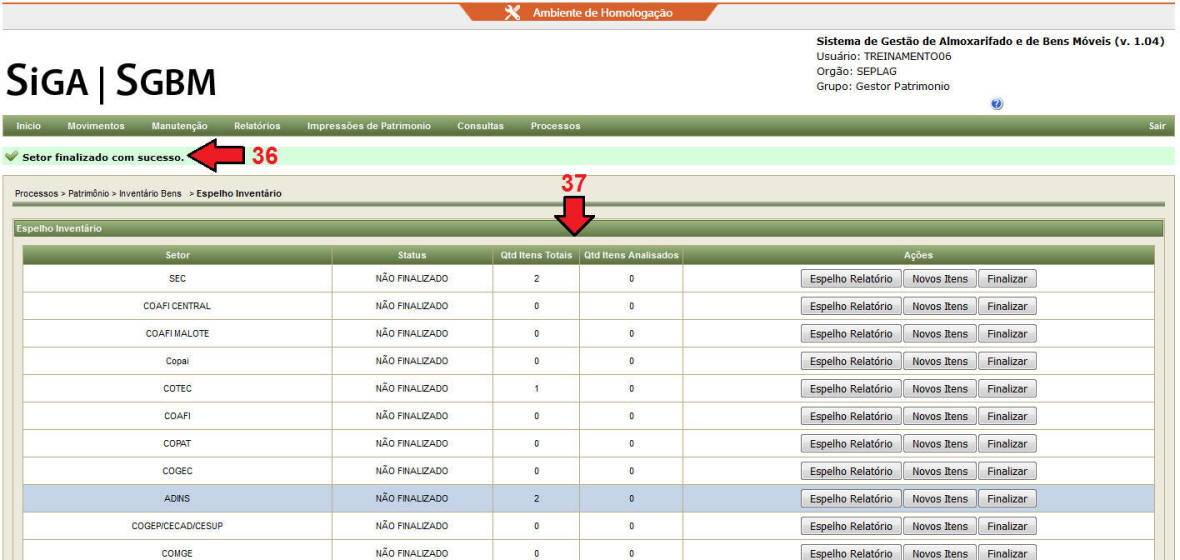 Ambiente de Homologação
Sistema de Gestão de Almoxarifado e de Bens Móveis (v. 1.04)
Usuário: TREINAMENTO06
Orgão: SEPLAG
Grupo: Gestor Patrimonio
SiGA | SGBM
?
Início Movimentos Manutenção Relatórios Impressões de Patrimonio Consultas Processos Sair
Setor finalizado com sucesso. 36
37
Processos > Patrimônio > Inventário Bens > Espelho Inventário
Espelho Inventário
Setor Status Qtd Itens Totais Qtd Itens Analisados Ações
SEC NÃO FINALIZADO 2 0 Espelho Relatório Novos Itens Finalizar
COAFI CENTRAL NÃO FINALIZADO 0 0 Espelho Relatório Novos Itens Finalizar
COAFI MALOTE NÃO FINALIZADO 0 0 Espelho Relatório Novos Itens Finalizar
Copai NÃO FINALIZADO 0 0 Espelho Relatório Novos Itens Finalizar
COTEC NÃO FINALIZADO 1 0 Espelho Relatório Novos Itens Finalizar
COAFI NÃO FINALIZADO 0 0 Espelho Relatório Novos Itens Finalizar
COPAT NÃO FINALIZADO 0 0 Espelho Relatório Novos Itens Finalizar
COGEC NÃO FINALIZADO 0 0 Espelho Relatório Novos Itens Finalizar
ADINS NÃO FINALIZADO 2 0 Espelho Relatório Novos Itens Finalizar
COGEP/CECAD/CESUP NÃO FINALIZADO 0 0 Espelho Relatório Novos Itens Finalizar
COMGE NÃO FINALIZADO 0 0 Espelho Relatório Novos Itens Finalizar